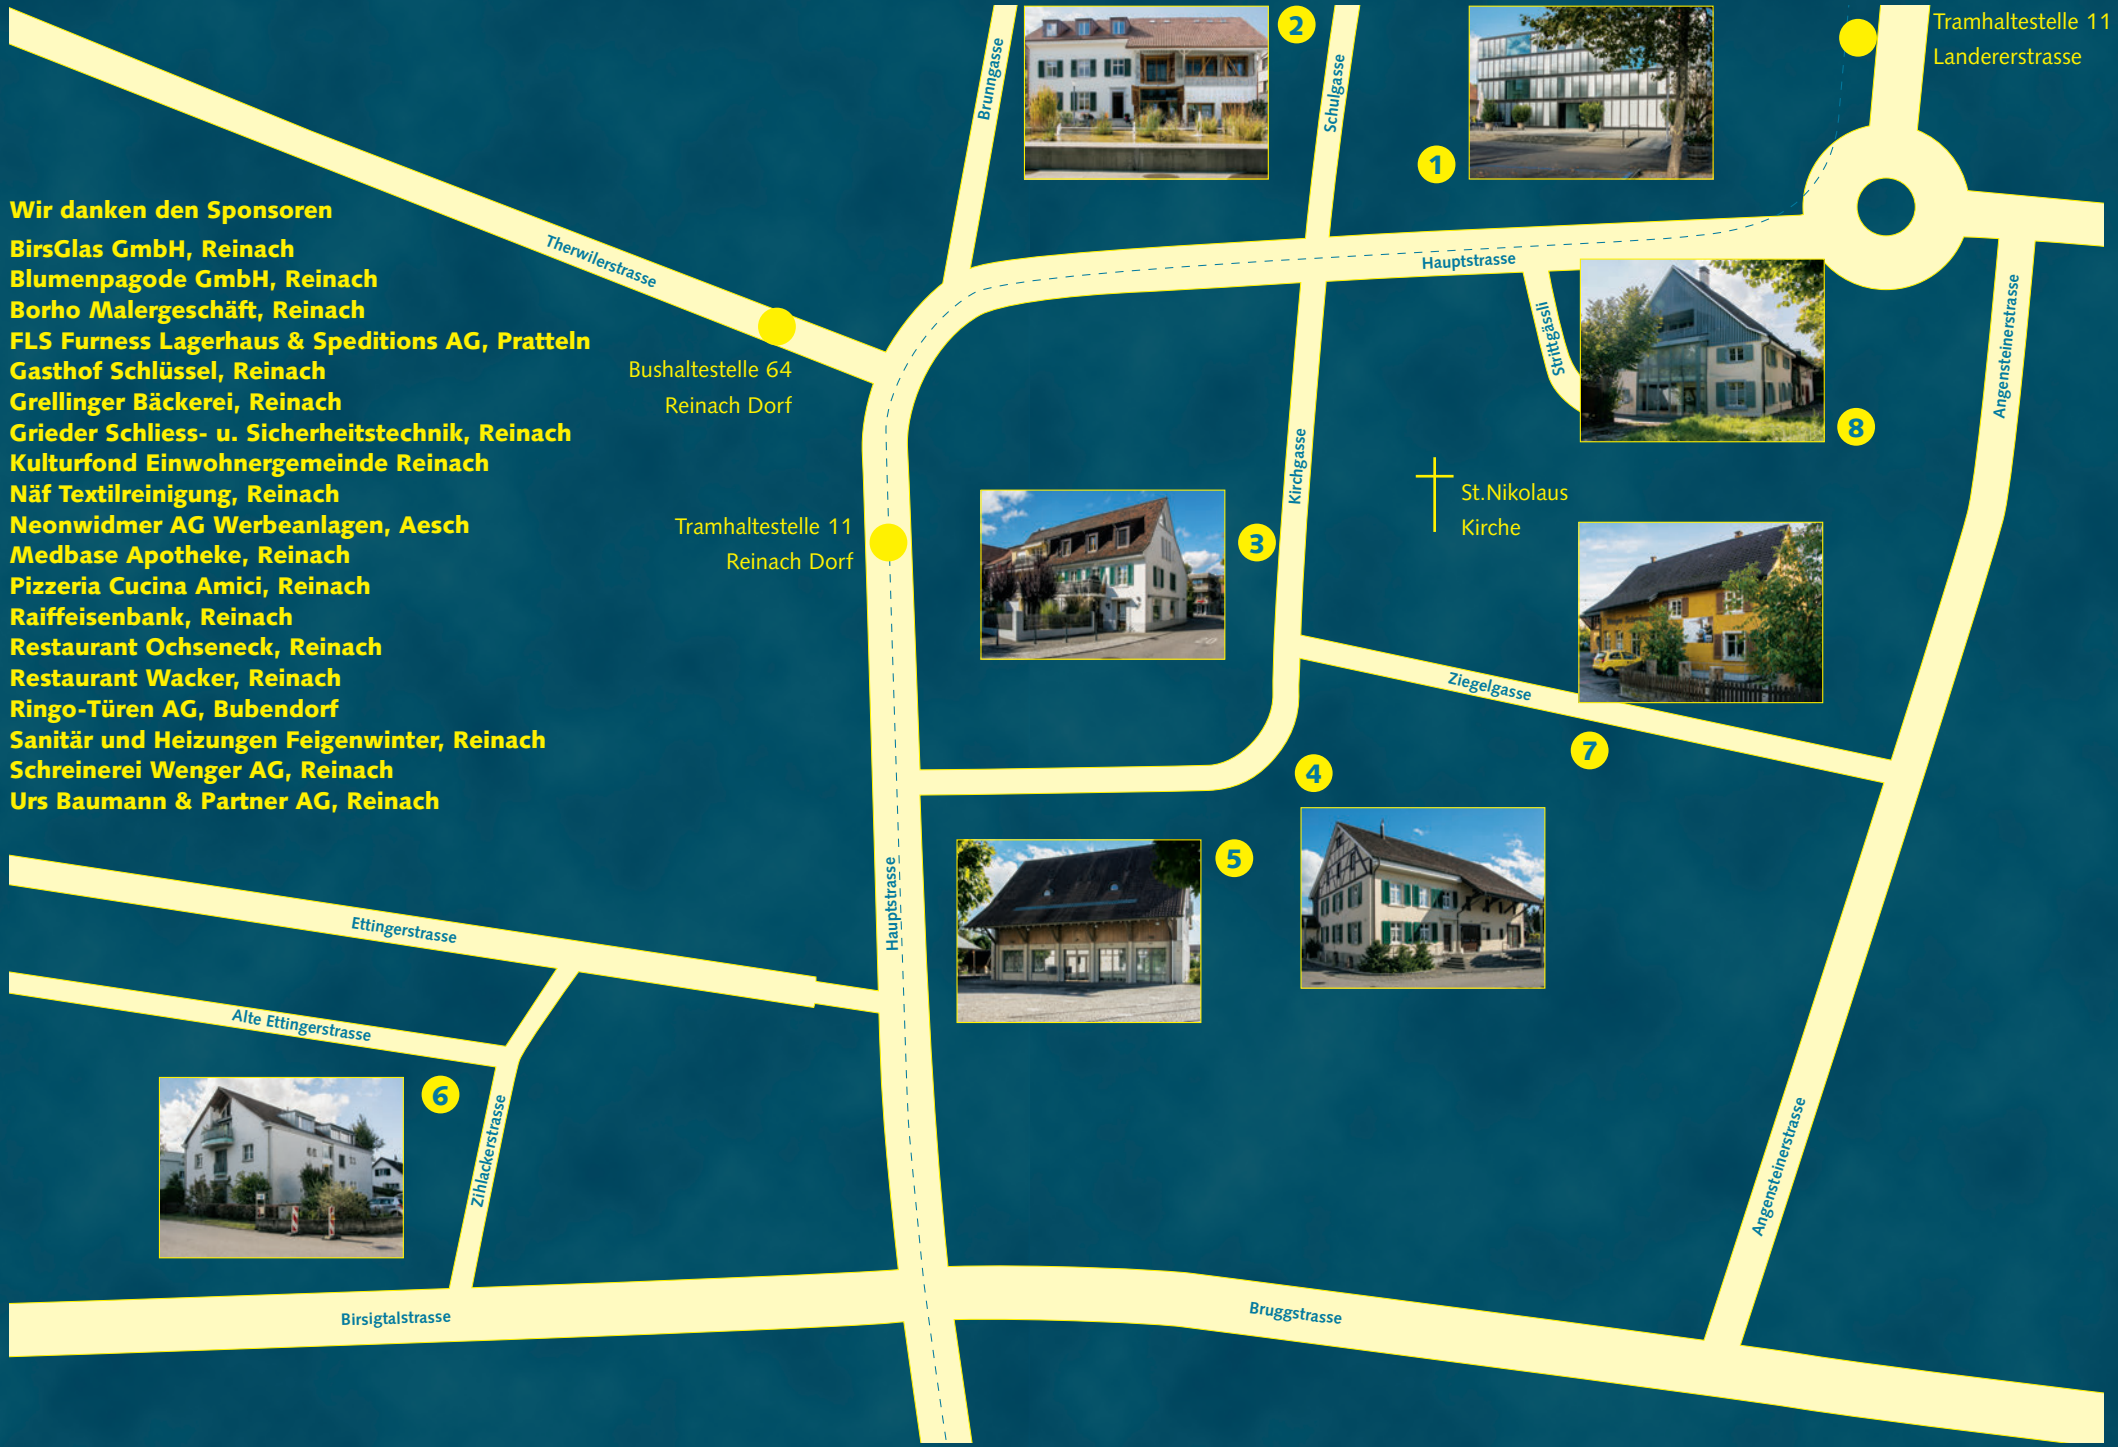 Wir danken den Sponsoren
BirsGlas GmbH, Reinach
Blumenpagode GmbH, Reinach
Borho Malergeschäft, Reinach
FLS Furness Lagerhaus & Speditions AG, Pratteln
Gasthof Schlüssel, Reinach
Grellinger Bäckerei, Reinach
Grieder Schliess- u. Sicherheitstechnik, Reinach
Kulturfond Einwohnergemeinde Reinach
Näf Textilreinigung, Reinach
Neonwidmer AG Werbeanlagen, Aesch
Medbase Apotheke, Reinach
Pizzeria Cucina Amici, Reinach
Raiffeisenbank, Reinach
Restaurant Ochseneck, Reinach
Restaurant Wacker, Reinach
Ringo-Türen AG, Bubendorf
Sanitär und Heizungen Feigenwinter, Reinach
Schreinerei Wenger AG, Reinach
Urs Baumann & Partner AG, Reinach
Therwilerstrasse
Bushaltestelle 64
Reinach Dorf
Tramhaltestelle 11
Reinach Dorf
Brunngasse
2
Schulgasse
1
Tramhaltestelle 11
Landererstrasse
Hauptstrasse
Strittgässli
8
Angensteinerstrasse
Kirchgasse
3
St.Nikolaus
Kirche
Ziegelgasse
7
4
5
Hauptstrasse
Ettingerstrasse
Alte Ettingerstrasse
6
Zihlackerstrasse
Birsigtalstrasse
Bruggstrasse
Angensteinerstrasse